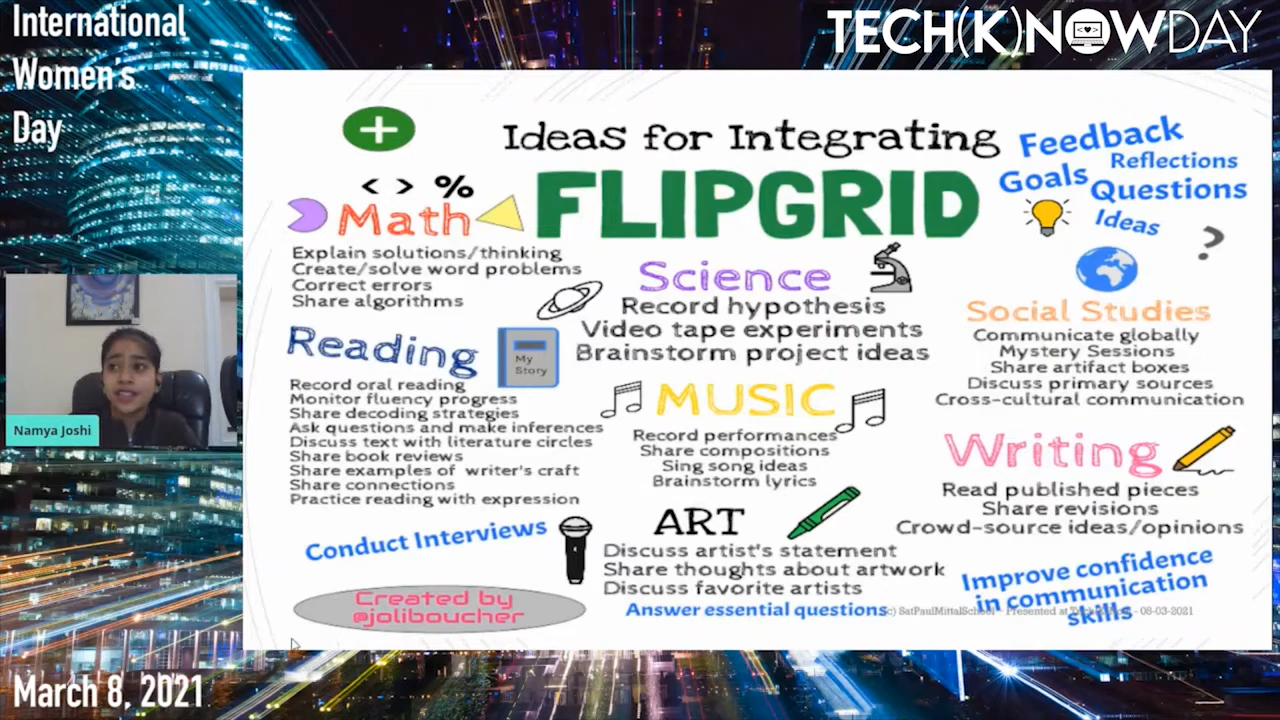 International
Women's
Day
TECH(K)NOWDAY
Ideas for Integrating
FLIPGRID
Feedback
Reflections
Goals
Questions
Ideas
?
< > %
Math
Explain solutions/thinking
Create/solve word problems
Correct errors
Share algorithms
Reading
My
Story
Record oral reading
Monitor fluency progress
Share decoding strategies
Ask questions and make inferences
Discuss text with literature circles
Share book reviews
Share examples of writer's craft
Share connections
Practice reading with expression
Conduct Interviews
Created by
@joliboucher
Science
Record hypothesis
Video tape experiments
Brainstorm project ideas
MUSIC
Record performances
Share compositions
Sing song ideas
Brainstorm lyrics
ART
Discuss artist's statement
Share thoughts about artwork
Discuss favorite artists
Answer essential questions
Social Studies
Communicate globally
Mystery Sessions
Share artifact boxes
Discuss primary sources
Cross-cultural communication
Writing
Read published pieces
Share revisions
Crowd-source ideas/opinions
Improve confidence
in communication
skills
(c) SatPaulMittalSchool - Presented at - 08-03-2021
Namya Joshi
March 8, 2021